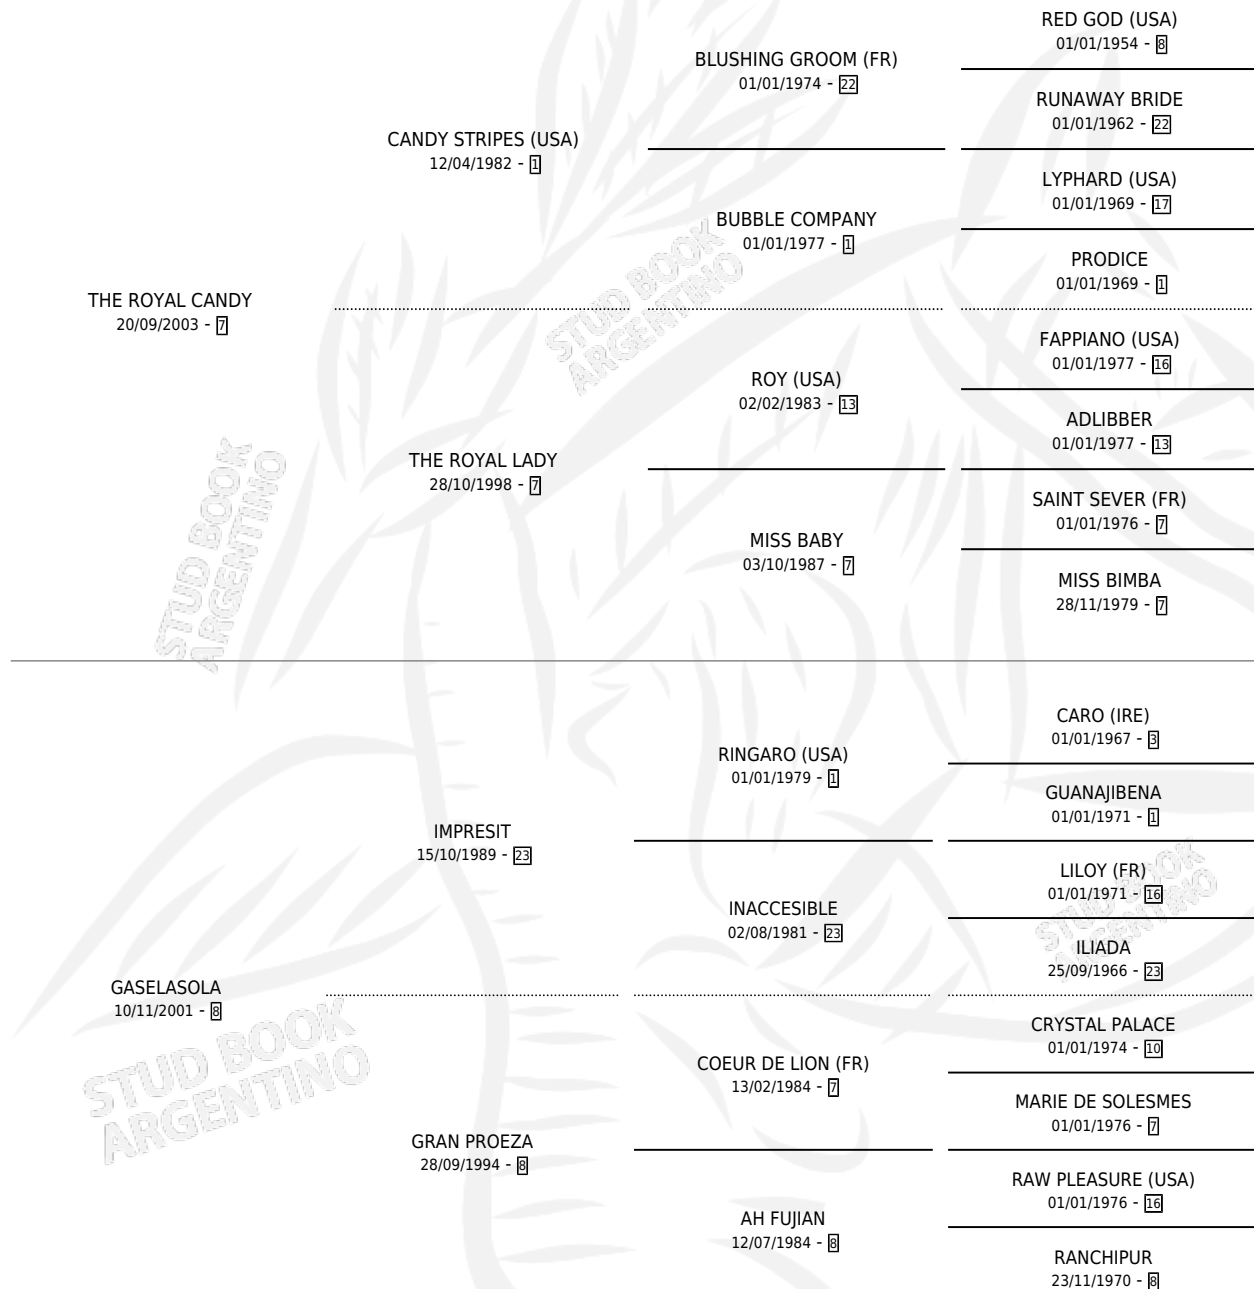 RED GOD (USA)
01/01/1954 - 8
BLUSHING GROOM (FR)
01/01/1974 - 22
RUNAWAY BRIDE
01/01/1962 - 22
CANDY STRIPES (USA)
12/04/1982 - 1
LYPHARD (USA)
01/01/1969 - 17
BUBBLE COMPANY
01/01/1977 - 1
PRODICE
01/01/1969 - 1
THE ROYAL CANDY
20/09/2003 - 7
STUD BOOK
ARGENTINO
FAPPIANO (USA)
01/01/1977 - 16
ROY (USA)
02/02/1983 - 13
ADLIBBER
01/01/1977 - 13
THE ROYAL LADY
28/10/1998 - 7
SAINT SEVER (FR)
01/01/1976 - 7
MISS BABY
03/10/1987 - 7
MISS BIMBA
28/11/1979 - 7
STUD BOOK
ARGENTINO
CARO (IRE)
01/01/1967 - 3
RINGARO (USA)
01/01/1979 - 1
GUANAJIBENA
01/01/1971 - 1
IMPRESIT
15/10/1989 - 23
LILOY (FR)
01/01/1971 - 16
INACCESIBLE
02/08/1981 - 23
ILIADA
25/09/1966 - 23
STUD BOOK
ARGENTINO
GASELASOLA
10/11/2001 - 8
CRYSTAL PALACE
01/01/1974 - 10
COEUR DE LION (FR)
13/02/1984 - 7
MARIE DE SOLESMES
01/01/1976 - 7
STUD BOOK
ARGENTINO
GRAN PROEZA
28/09/1994 - 8
RAW PLEASURE (USA)
01/01/1976 - 16
AH FUJIAN
12/07/1984 - 8
RANCHIPUR
23/11/1970 - 8